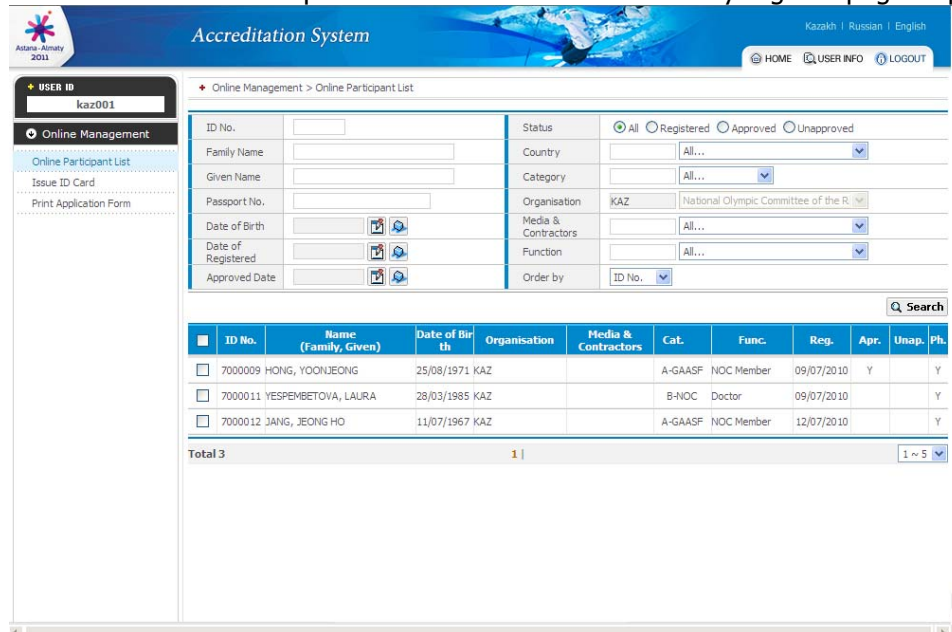 Accreditation System
Kazakh | Russian | English
Astana-Almaty
2011
HOME USER INFO LOGOUT
USER ID
kaz001
Online Management
Online Participant List
Issue ID Card
Print Application Form
Online Management > Online Participant List
ID No. Status All Registered Approved Unapproved
Family Name Country All...
Given Name Category All...
Passport No. Organisation KAZ National Olympic Committee of the R
Date of Birth Media & Contractors All...
Date of Registered Function All...
Approved Date Order by ID No.
Search
ID No. Name (Family, Given) Date of Birth Organisation Media & Contractors Cat. Func. Reg. Apr. Unap. Ph.
7000009 HONG, YOONJEONG 25/08/1971 KAZ A-GAASF NOC Member 09/07/2010 Y Y
7000011 YESPEMBETOVA, LAURA 28/03/1985 KAZ B-NOC Doctor 09/07/2010 Y
7000012 JANG, JEONG HO 11/07/1967 KAZ A-GAASF NOC Member 12/07/2010 Y
Total 3 1 | 1 ~ 5